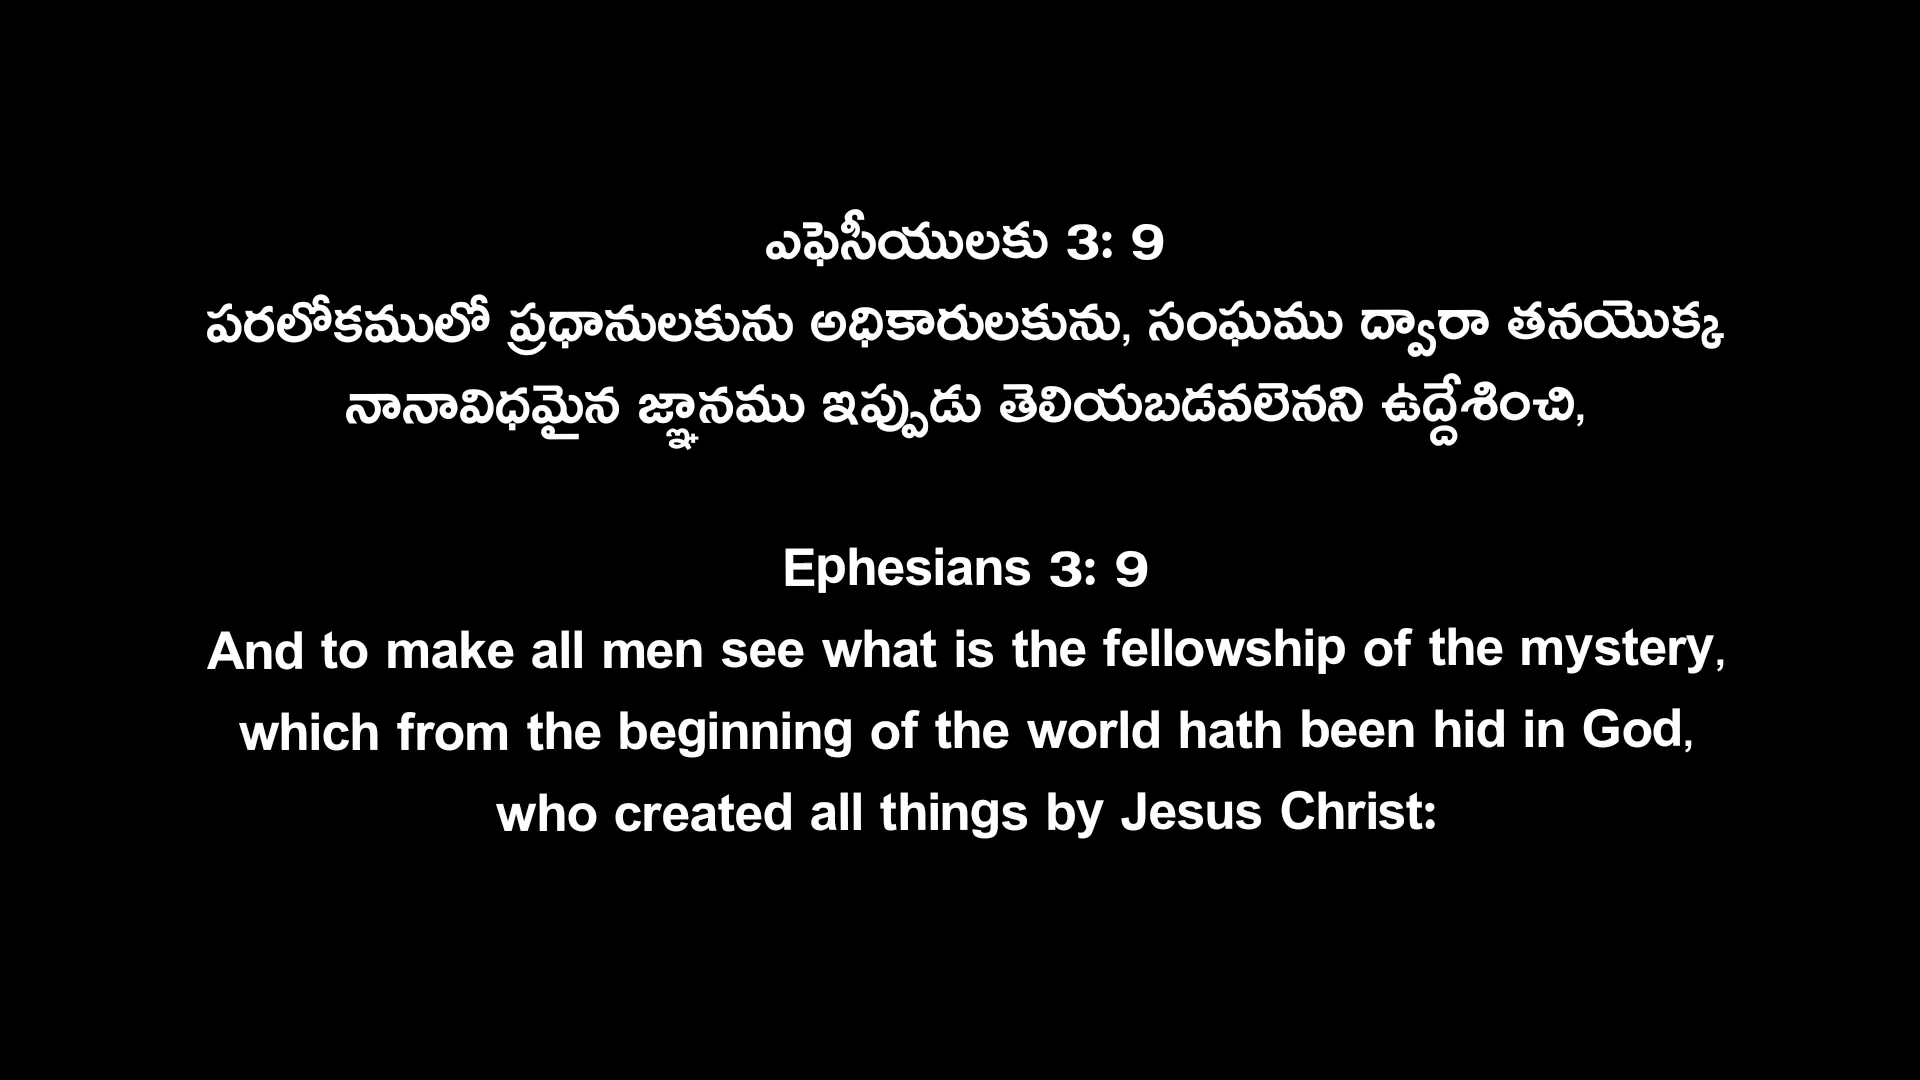 ఎఫెసీయులకు 3: 9
పరలోకములో ప్రధానులకును అధికారులకును, సంఘము ద్వారా తనయొక్క
నానావిధమైన జ్ఞానము ఇప్పుడు తెలియబడవలెనని ఉద్దేశించి,
Ephesians 3: 9
And to make all men see what is the fellowship of the mystery,
which from the beginning of the world hath been hid in God,
who created all things by Jesus Christ: